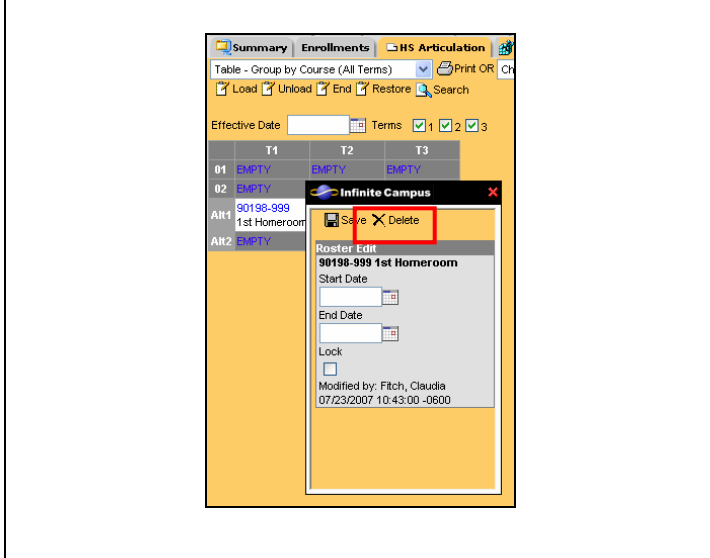 Summary Enrollments HS Articulation
Table - Group by Course (All Terms) Print OR Ch
Load Unload End Restore Search
Effective Date Terms 1 2 3
T1 T2 T3
01 EMPTY EMPTY EMPTY
02 EMPTY
Alt1 90198-999
1st Homeroom
Alt2 EMPTY
Infinite Campus
Save Delete
Roster Edit
90198-999 1st Homeroom
Start Date
End Date
Lock
Modified by: Fitch, Claudia
07/23/2007 10:43:00 -0600